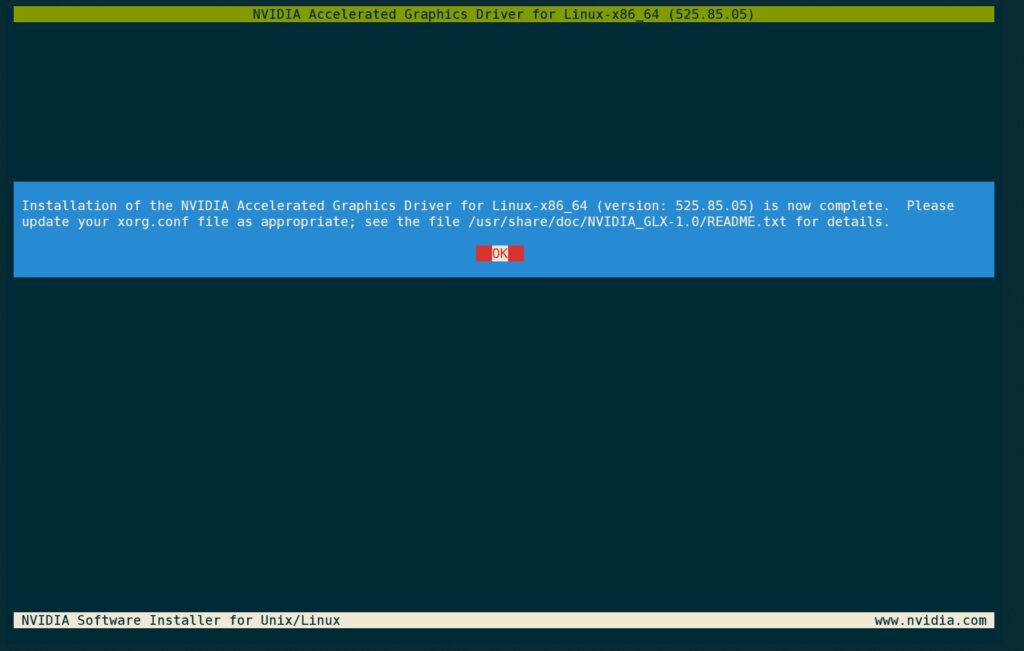 NVIDIA Accelerated Graphics Driver for Linux-x86_64 (525.85.05)
Installation of the NVIDIA Accelerated Graphics Driver for Linux-x86_64 (version: 525.85.05) is now complete.  Please
update your xorg.conf file as appropriate; see the file /usr/share/doc/NVIDIA_GLX-1.0/README.txt for details.
OK
NVIDIA Software Installer for Unix/Linux www.nvidia.com